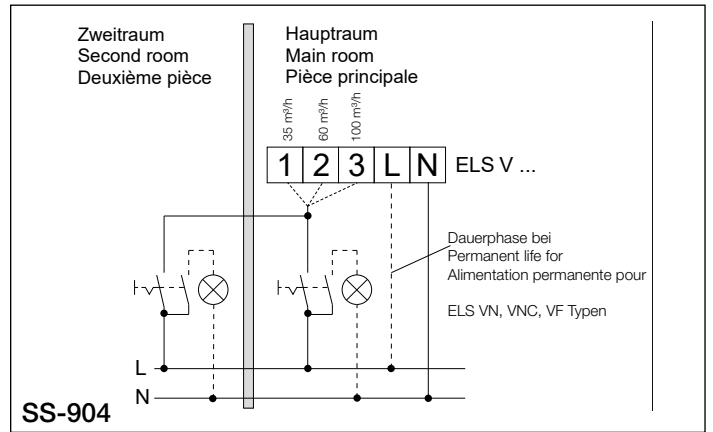 Zweitraum
Second room
Deuxième pièce
Hauptraum
Main room
Pièce principale
35 m³/h
60 m³/h
100 m³/h
1 2 3 L N ELS V ...
Dauerphase bei
Permanent life for
Alimentation permanente pour
ELS VN, VNC, VF Typen
L
N
SS-904